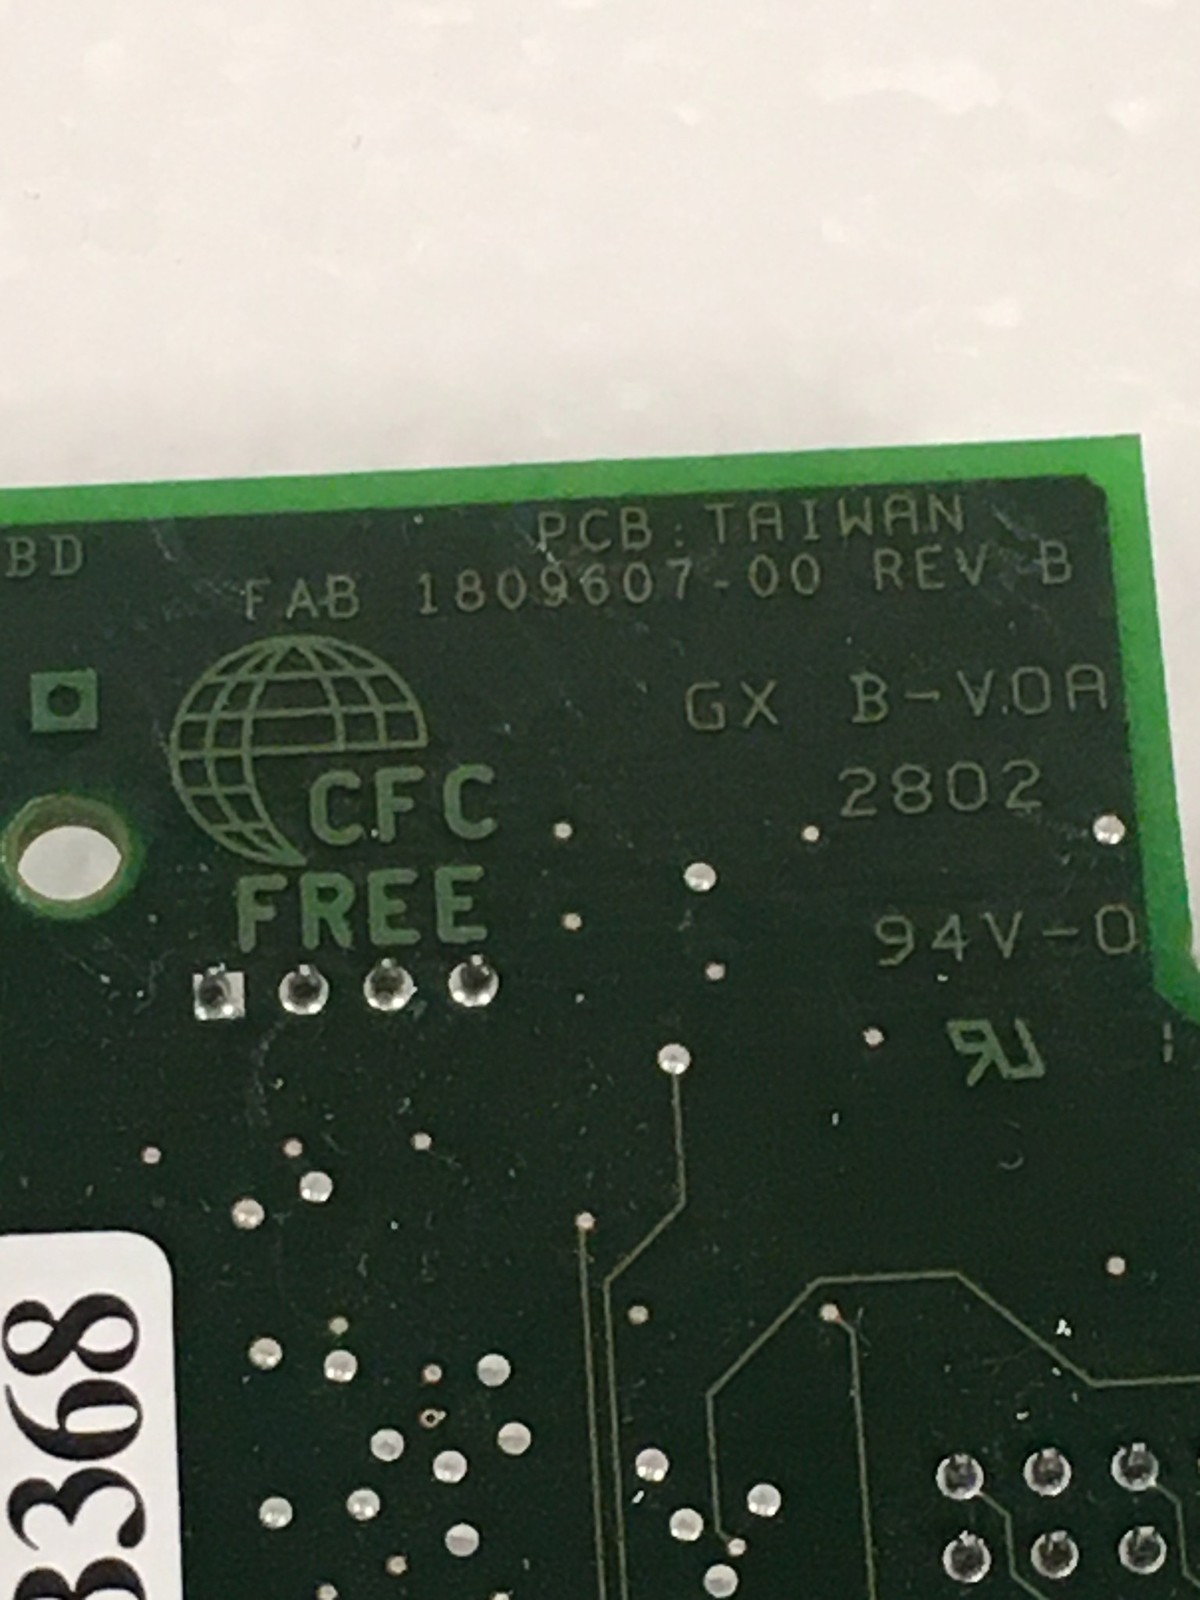 BD
PCB:TAIWAN
FAB 1809607-00 REV B
GX B-V.0A
2802
CFC
FREE
94V-0
3368